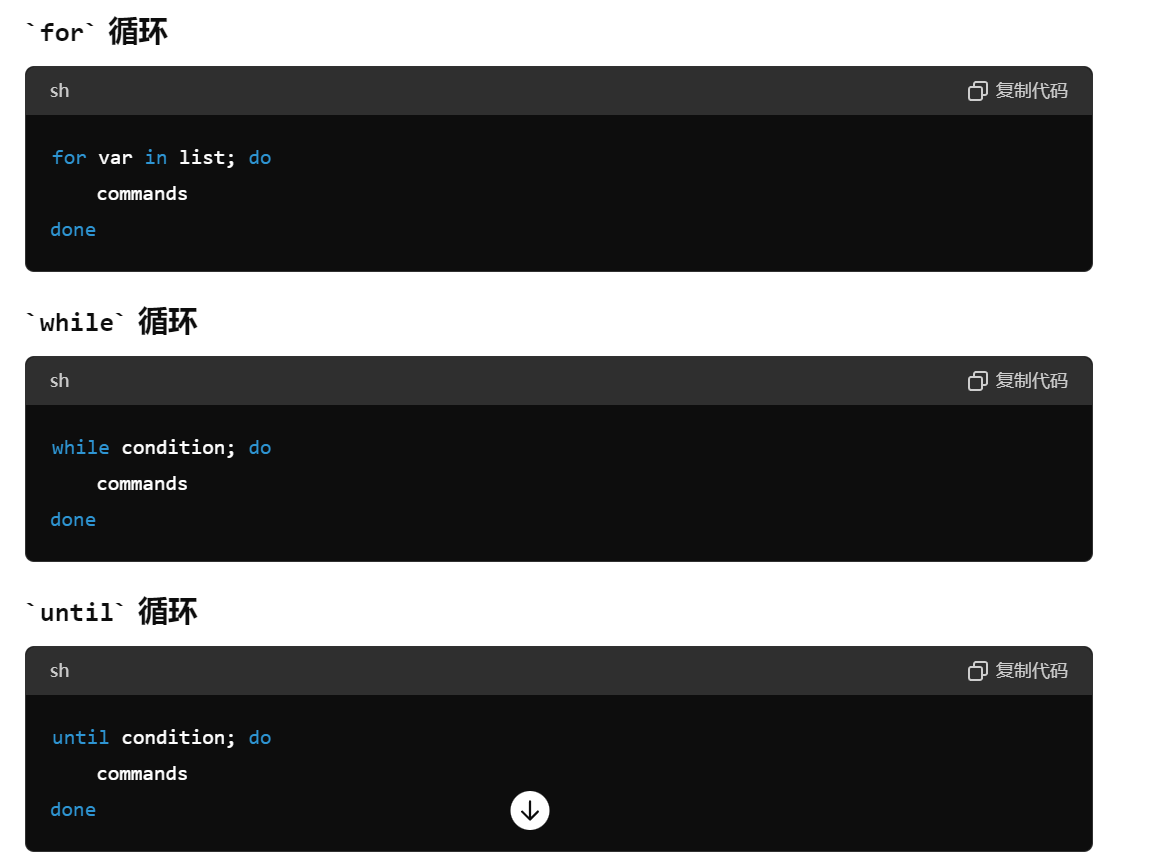 `for` 循环
sh 复制代码
for var in list; do
    commands
done
`while` 循环
sh 复制代码
while condition; do
    commands
done
`until` 循环
sh 复制代码
until condition; do
    commands
done